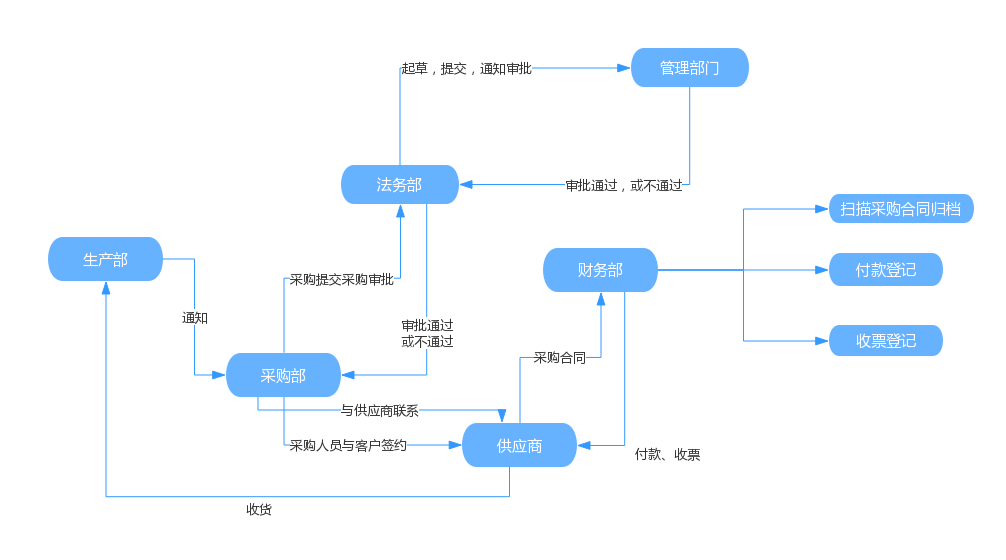 起草，提交，通知审批
管理部门
法务部
审批通过，或不通过
扫描采购合同归档
生产部
财务部
付款登记
采购提交采购审批
通知
审批通过
或不通过
收票登记
采购合同
采购部
与供应商联系
采购人员与客户签约
供应商
付款、收票
收货